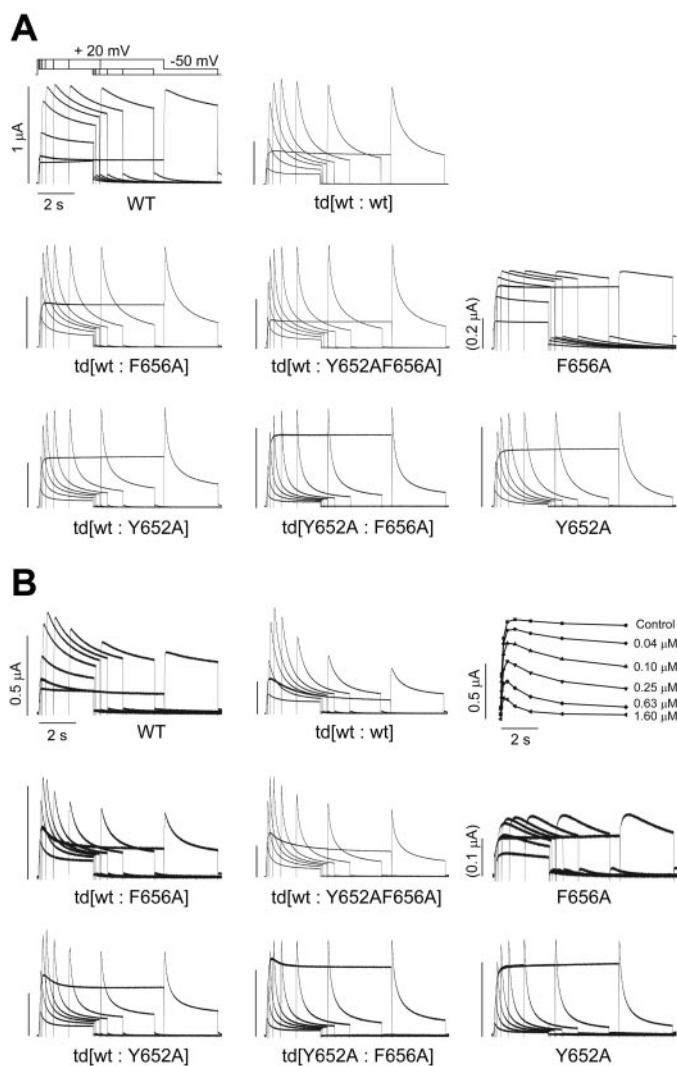 A
+ 20 mV
-50 mV
1 μA
2 s
WT
td[wt : wt]
td[wt : F656A]
td[wt : Y652AF656A]
(0.2 μA)
F656A
td[wt : Y652A]
td[Y652A : F656A]
Y652A
B
0.5 μA
2 s
WT
td[wt : wt]
0.5 μA
2 s
Control
0.04 μM
0.10 μM
0.25 μM
0.63 μM
1.60 μM
td[wt : F656A]
td[wt : Y652AF656A]
(0.1 μA)
F656A
td[wt : Y652A]
td[Y652A : F656A]
Y652A